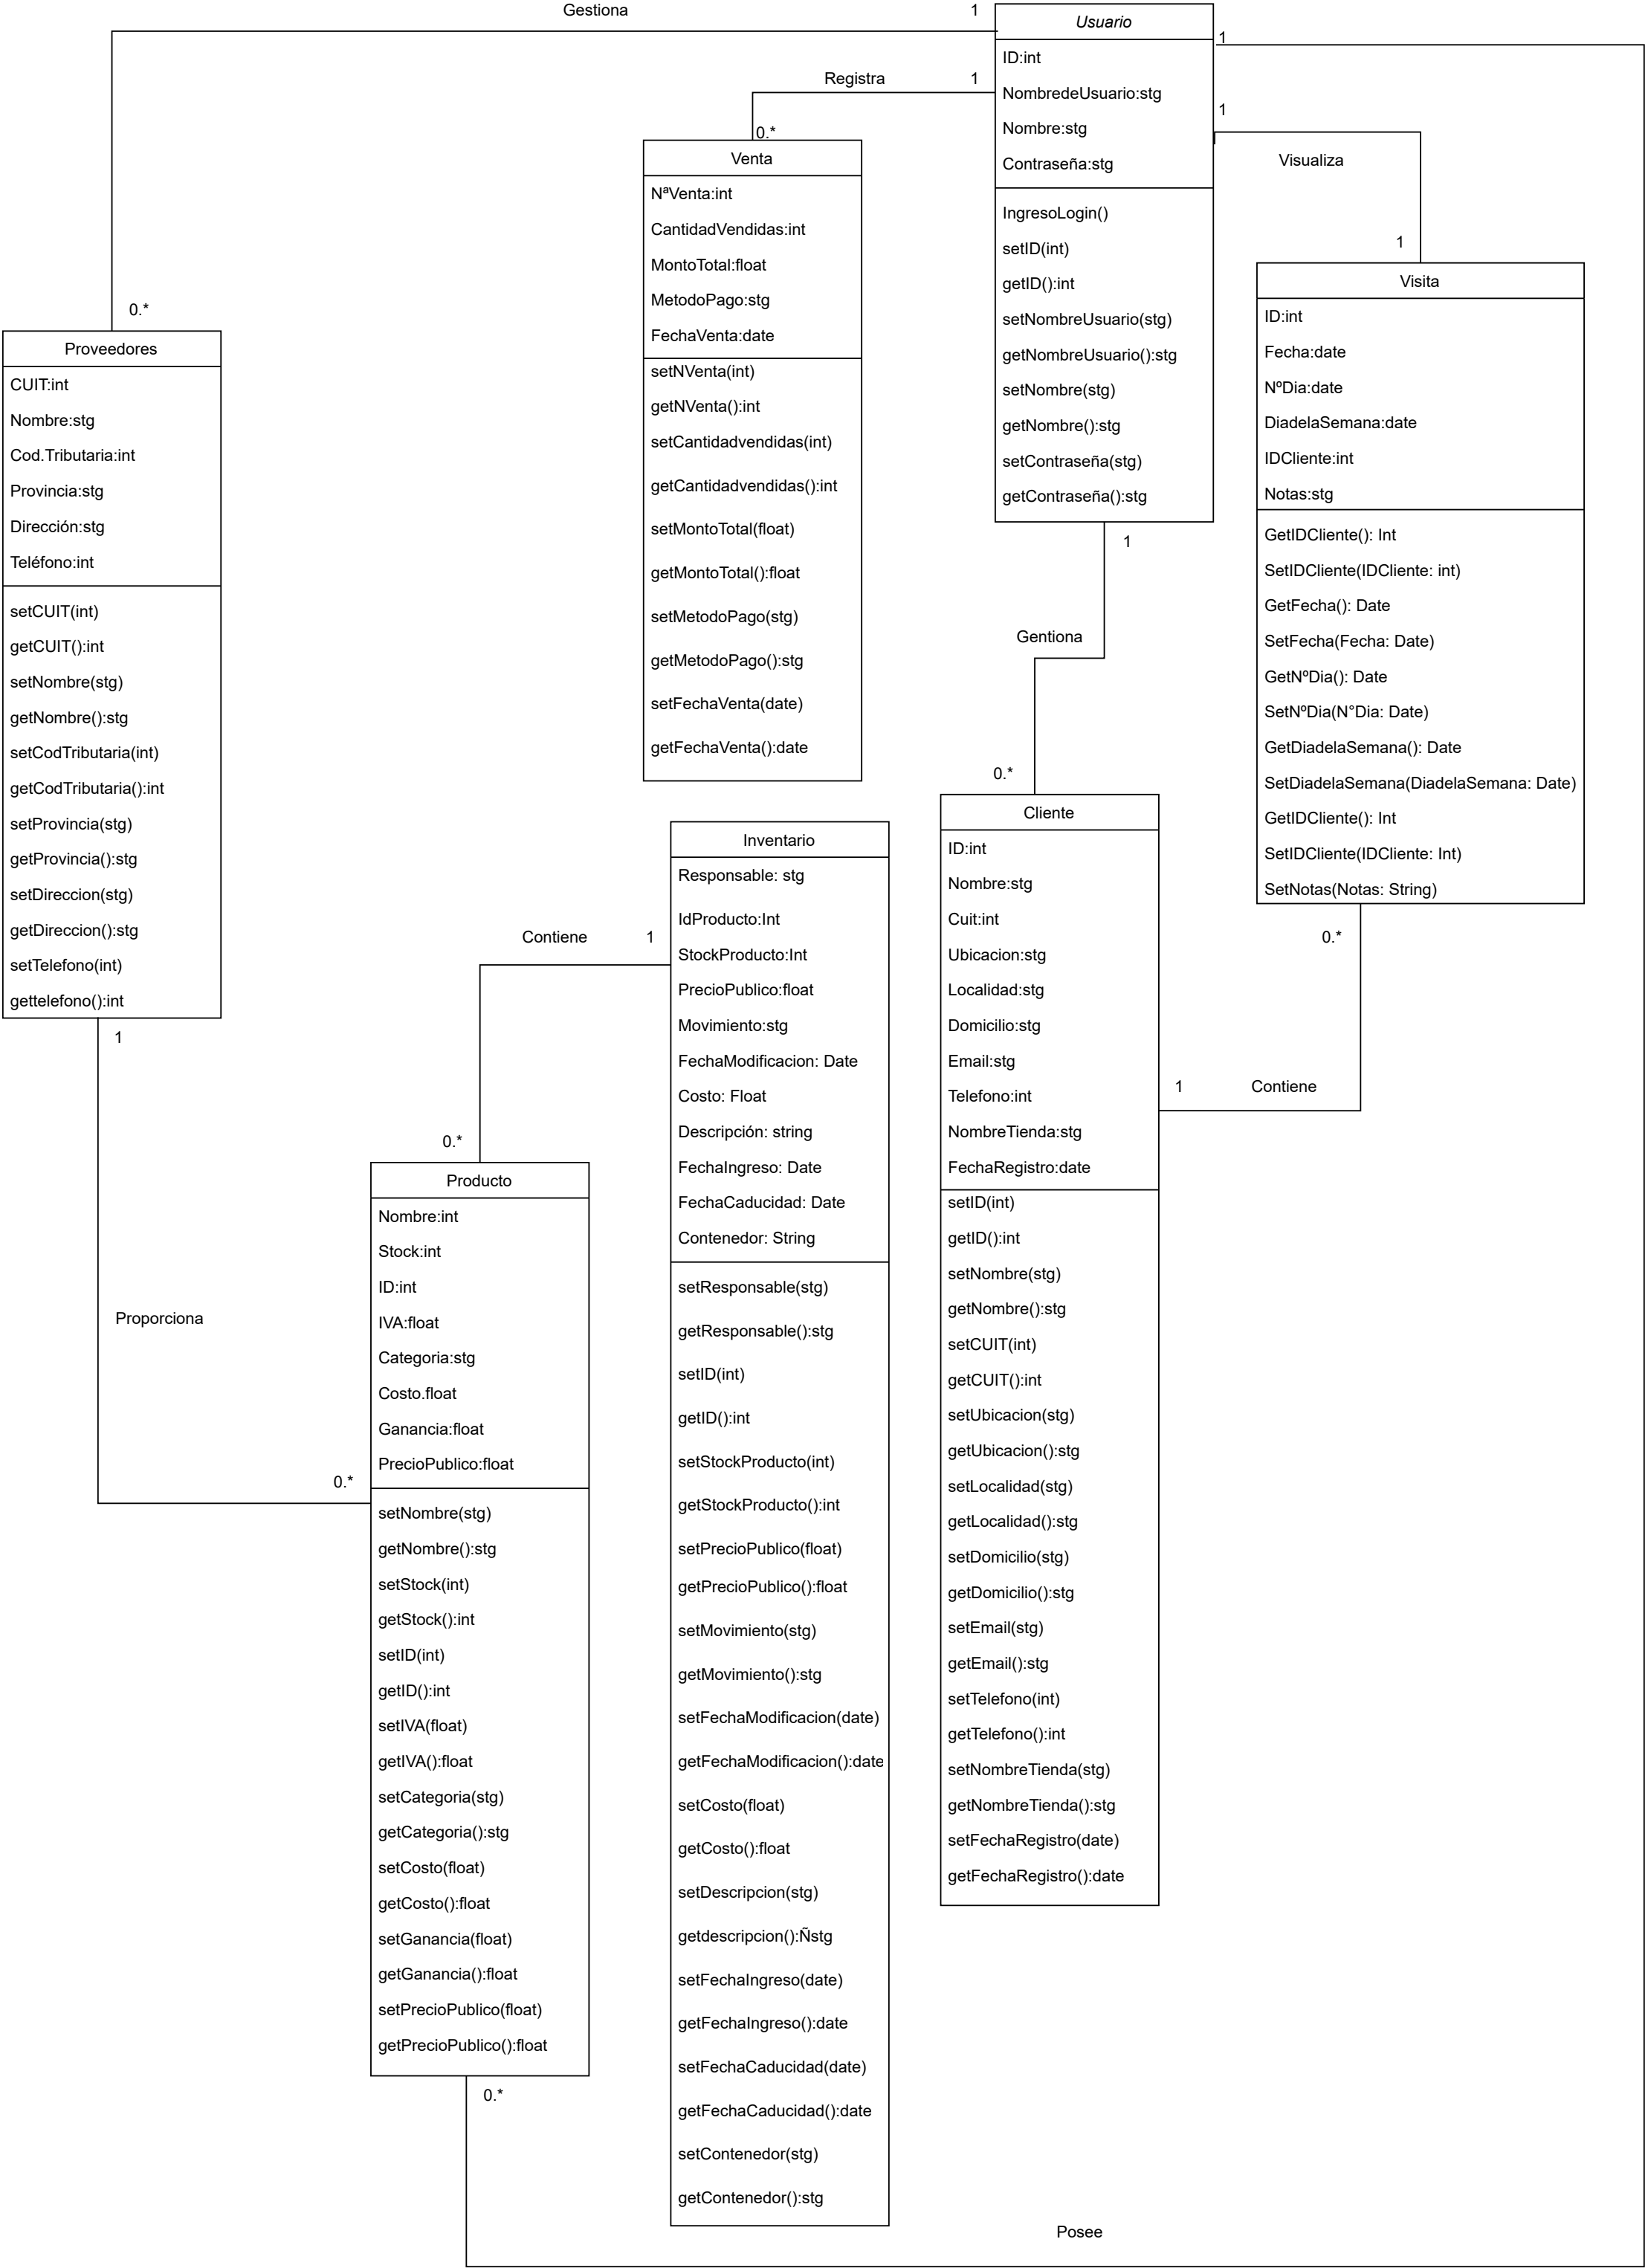 Gestiona
1
Usuario
ID:int
NombredeUsuario:stg
Nombre:stg
Contraseña:stg
IngresoLogin()
setID(int)
getID():int
setNombreUsuario(stg)
getNombreUsuario():stg
setNombre(stg)
getNombre():stg
setContraseña(stg)
getContraseña():stg
1
Registra
1
0.*
Venta
NªVenta:int
CantidadVendidas:int
MontoTotal:float
MetodoPago:stg
FechaVenta:date
setNVenta(int)
getNVenta():int
setCantidadvendidas(int)
getCantidadvendidas():int
setMontoTotal(float)
getMontoTotal():float
setMetodoPago(stg)
getMetodoPago():stg
setFechaVenta(date)
getFechaVenta():date
1
Visualiza
1
Visita
ID:int
Fecha:date
NºDia:date
DiadelaSemana:date
IDCliente:int
Notas:stg
GetIDCliente(): Int
SetIDCliente(IDCliente: int)
GetFecha(): Date
SetFecha(Fecha: Date)
GetNºDia(): Date
SetNºDia(N°Dia: Date)
GetDiadelaSemana(): Date
SetDiadelaSemana(DiadelaSemana: Date)
GetIDCliente(): Int
SetIDCliente(IDCliente: Int)
SetNotas(Notas: String)
0.*
0.*
Proveedores
CUIT:int
Nombre:stg
Cod.Tributaria:int
Provincia:stg
Dirección:stg
Teléfono:int
setCUIT(int)
getCUIT():int
setNombre(stg)
getNombre():stg
setCodTributaria(int)
getCodTributaria():int
setProvincia(stg)
getProvincia():stg
setDireccion(stg)
getDireccion():stg
setTelefono(int)
gettelefono():int
1
Proporciona
0.*
1
Gentiona
0.*
Cliente
ID:int
Nombre:stg
Cuit:int
Ubicacion:stg
Localidad:stg
Domicilio:stg
Email:stg
Telefono:int
NombreTienda:stg
FechaRegistro:date
setID(int)
getID():int
setNombre(stg)
getNombre():stg
setCUIT(int)
getCUIT():int
setUbicacion(stg)
getUbicacion():stg
setLocalidad(stg)
getLocalidad():stg
setDomicilio(stg)
getDomicilio():stg
setEmail(stg)
getEmail():stg
setTelefono(int)
getTelefono():int
setNombreTienda(stg)
getNombreTienda():stg
setFechaRegistro(date)
getFechaRegistro():date
1
Contiene
Inventario
Responsable: stg
IdProducto:Int
StockProducto:Int
PrecioPublico:float
Movimiento:stg
FechaModificacion: Date
Costo: Float
Descripción: string
FechaIngreso: Date
FechaCaducidad: Date
Contenedor: String
setResponsable(stg)
getResponsable():stg
setID(int)
getID():int
setStockProducto(int)
getStockProducto():int
setPrecioPublico(float)
getPrecioPublico():float
setMovimiento(stg)
getMovimiento():stg
setFechaModificacion(date)
getFechaModificacion():date
setCosto(float)
getCosto():float
setDescripcion(stg)
getdescripcion():Ñstg
setFechaIngreso(date)
getFechaIngreso():date
setFechaCaducidad(date)
getFechaCaducidad():date
setContenedor(stg)
getContenedor():stg
Contiene
1
0.*
Producto
Nombre:int
Stock:int
ID:int
IVA:float
Categoria:stg
Costo.float
Ganancia:float
PrecioPublico:float
setNombre(stg)
getNombre():stg
setStock(int)
getStock():int
setID(int)
getID():int
setIVA(float)
getIVA():float
setCategoria(stg)
getCategoria():stg
setCosto(float)
getCosto():float
setGanancia(float)
getGanancia():float
setPrecioPublico(float)
getPrecioPublico():float
0.*
Posee